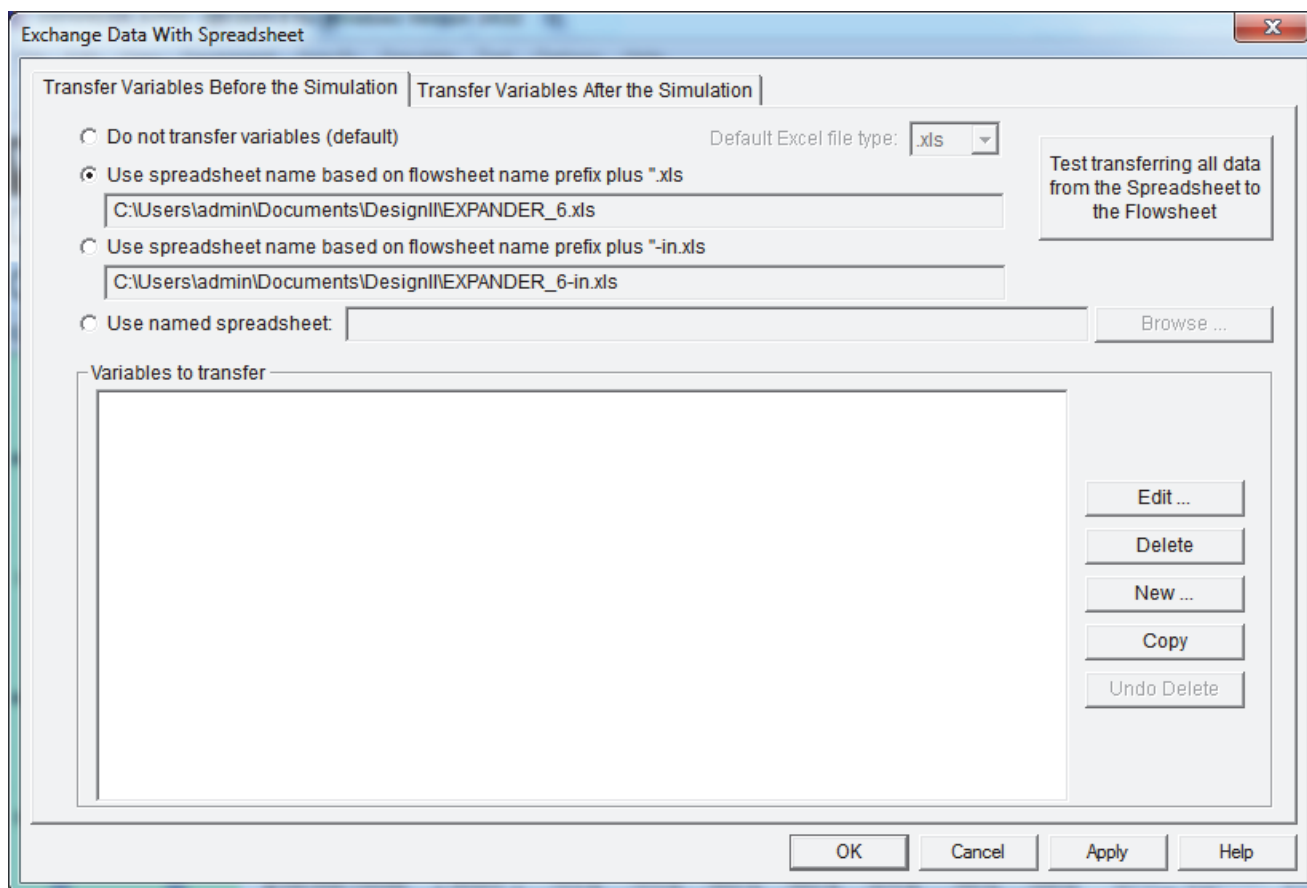 Exchange Data With Spreadsheet
Transfer Variables Before the Simulation
Transfer Variables After the Simulation
Do not transfer variables (default)
Default Excel file type:
.xls
Test transferring all data
from the Spreadsheet to
the Flowsheet
Use spreadsheet name based on flowsheet name prefix plus ".xls
C:\Users\admin\Documents\DesignII\EXPANDER_6.xls
Use spreadsheet name based on flowsheet name prefix plus "-in.xls
C:\Users\admin\Documents\DesignII\EXPANDER_6-in.xls
Use named spreadsheet:
Browse ...
Variables to transfer
Edit ...
Delete
New ...
Copy
Undo Delete
OK
Cancel
Apply
Help